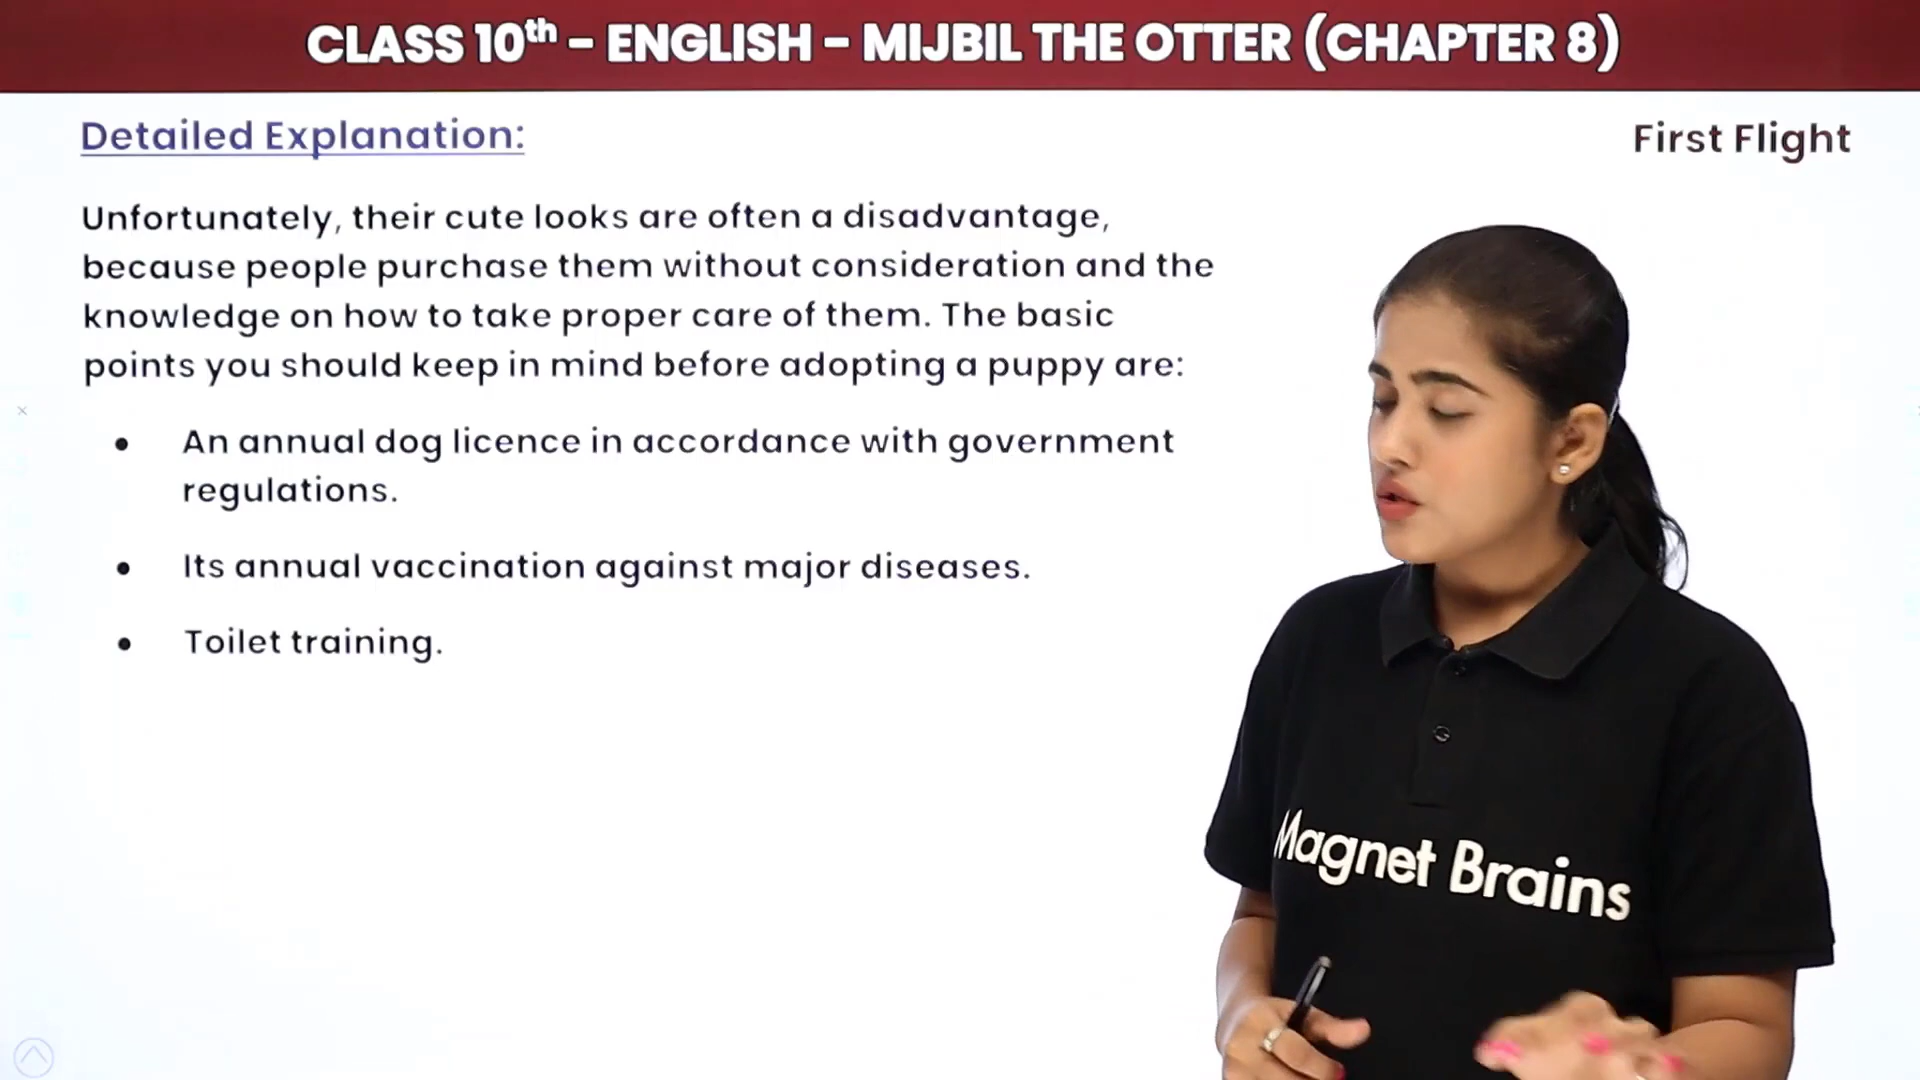 CLASS 10th – ENGLISH – MIJBIL THE OTTER (CHAPTER 8)
Detailed Explanation:
First Flight
Unfortunately, their cute looks are often a disadvantage,
because people purchase them without consideration and the
knowledge on how to take proper care of them. The basic
points you should keep in mind before adopting a puppy are:
• An annual dog licence in accordance with government
regulations.
• Its annual vaccination against major diseases.
• Toilet training.
Magnet Brains